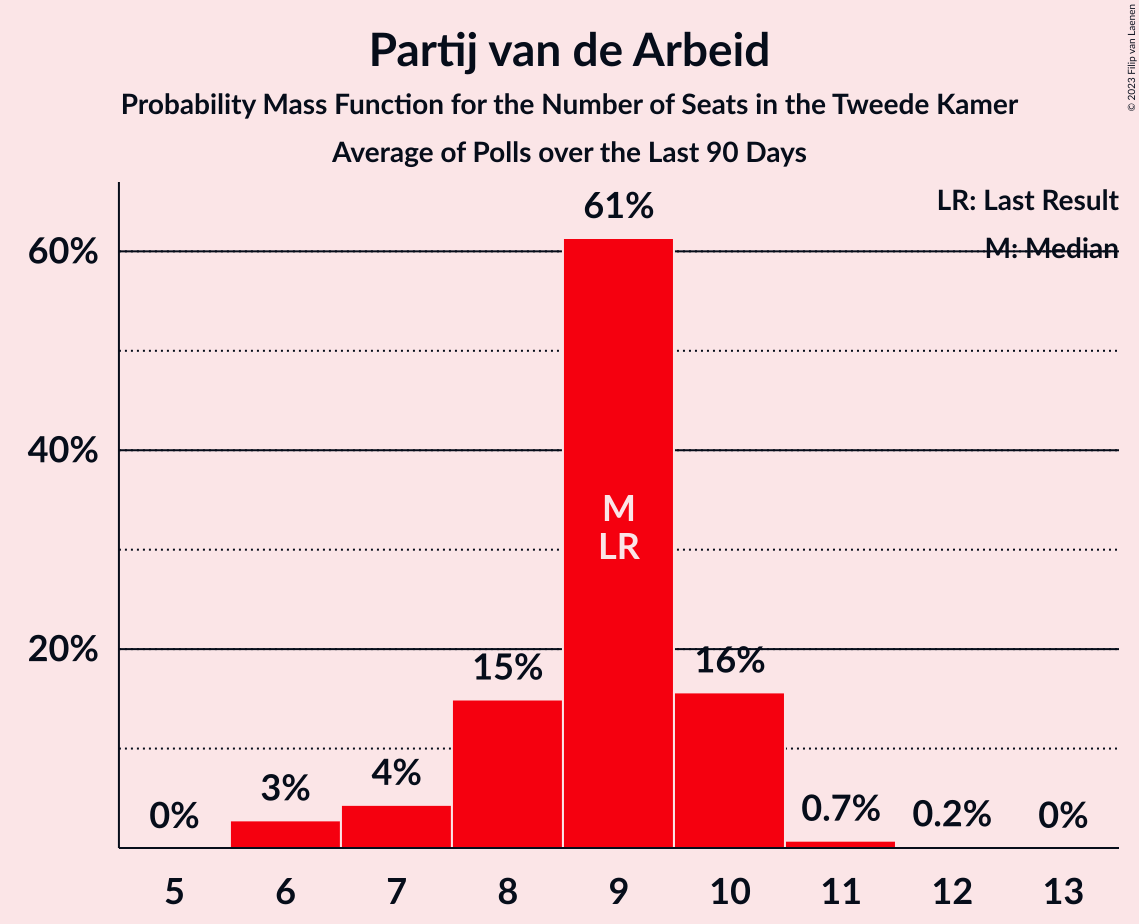 Partij van de Arbeid
Probability Mass Function for the Number of Seats in the Tweede Kamer
Average of Polls over the Last 90 Days
© 2023 Filip van Laenen
LR: Last Result
M: Median
60%
40%
20%
0%
3%
4%
15%
61%
16%
0.7%
0.2%
0%
M
LR
5 6 7 8 9 10 11 12 13